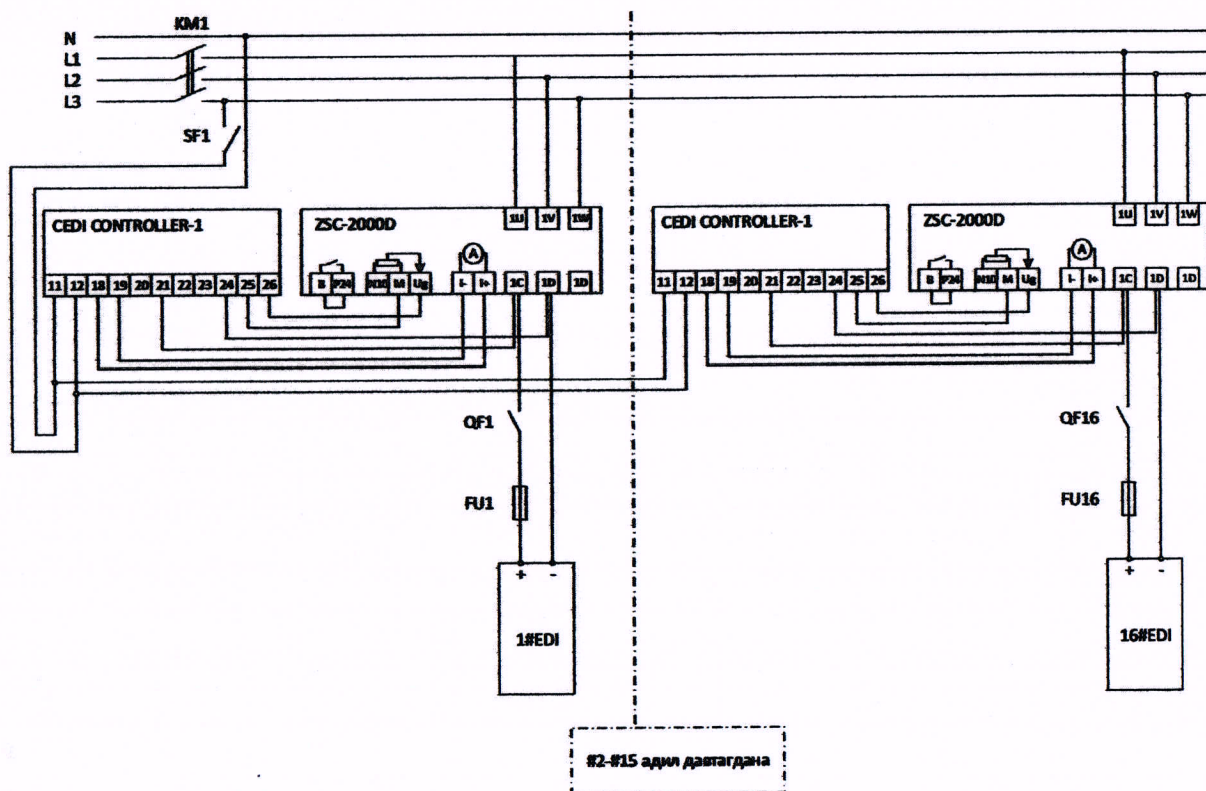 KM1
N
L1
L2
L3
SF1
CEDI CONTROLLER-1
11 12 18 19 20 21 22 23 24 25 26
ZSC-2000D
1U 1V 1W
A
B P24 N10 M Ug I- I+ 1C 1D 1D
CEDI CONTROLLER-1
11 12 18 19 20 21 22 23 24 25 26
ZSC-2000D
1U 1V 1W
A
B P24 N10 M Ug I- I+ 1C 1D 1D
QF1
FU1
+ -
1#EDI
QF16
FU16
+ -
16#EDI
#2-#15 адил давтагдана